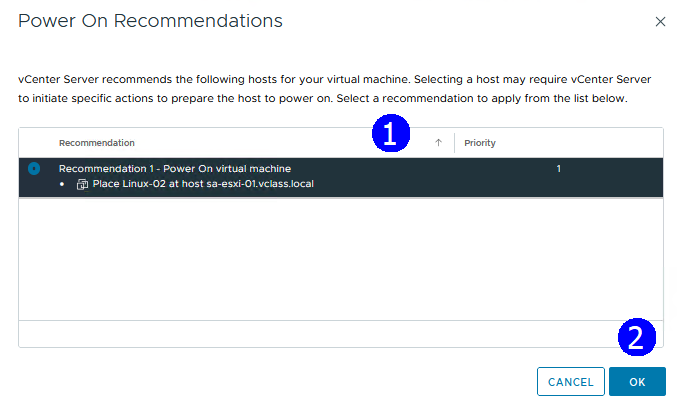 Power On Recommendations
vCenter Server recommends the following hosts for your virtual machine. Selecting a host may require vCenter Server
to initiate specific actions to prepare the host to power on. Select a recommendation to apply from the list below.
1
Recommendation ↑ Priority
Recommendation 1 - Power On virtual machine 1
• Place Linux-02 at host sa-esxi-01.vclass.local
2
CANCEL OK